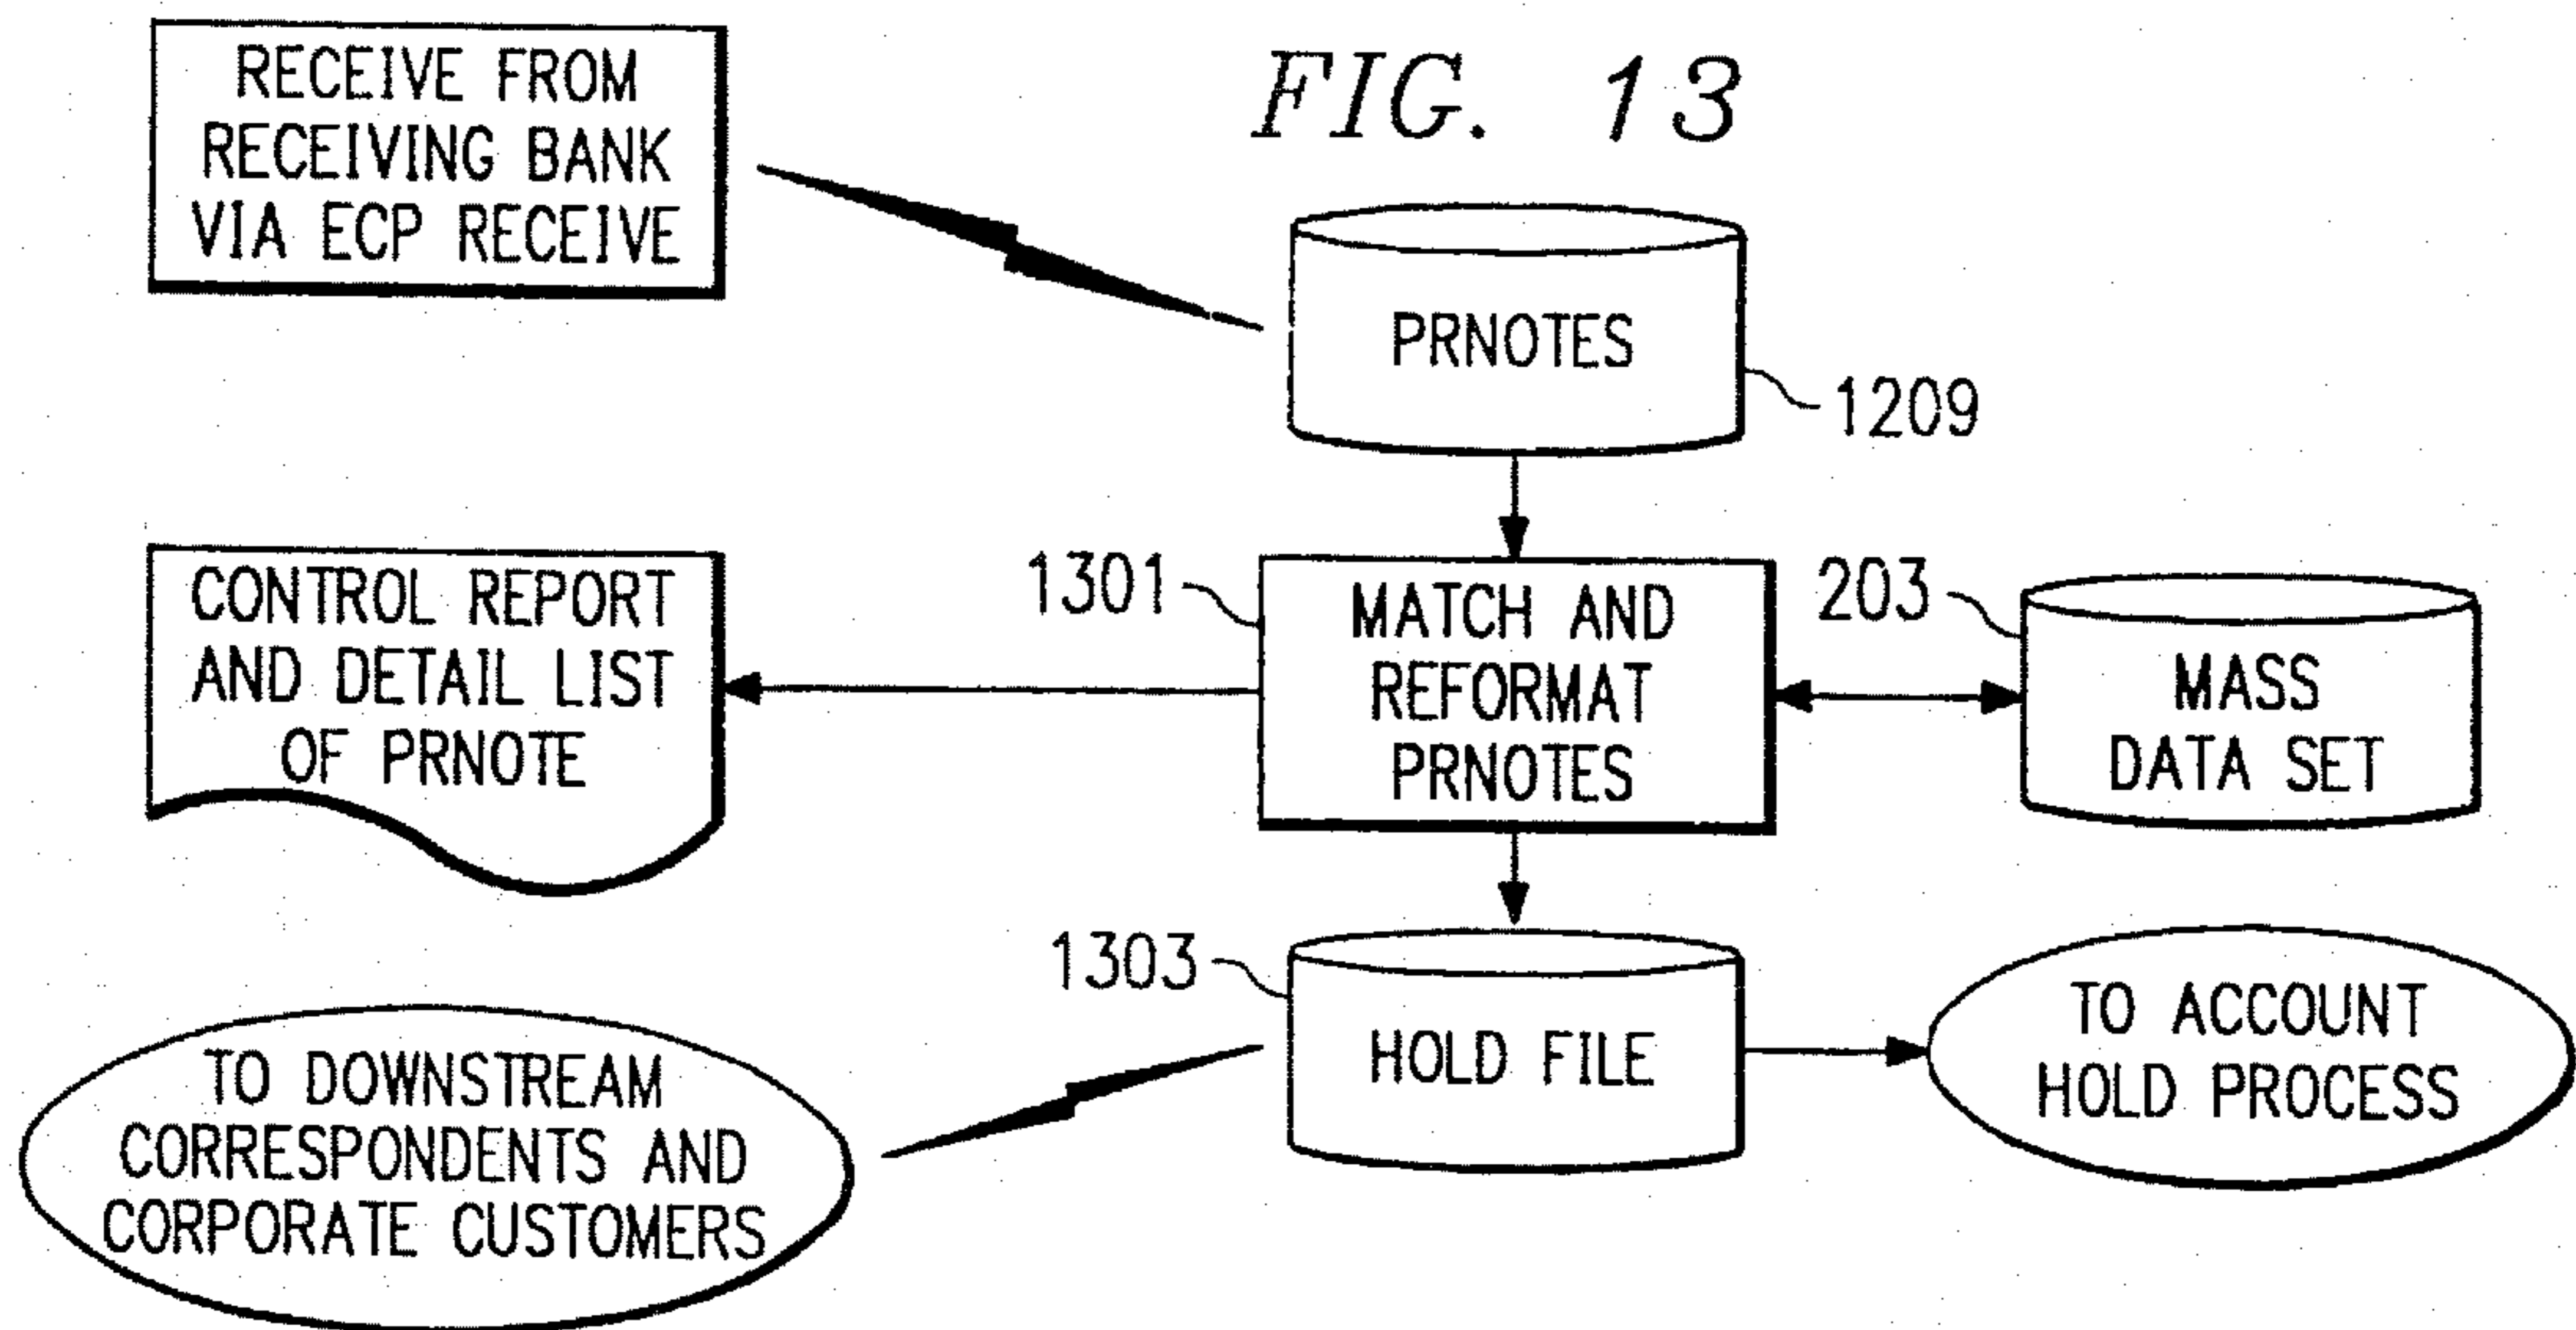 RECEIVE FROM
RECEIVING BANK
VIA ECP RECEIVE
FIG. 13
PRNOTES
1209
CONTROL REPORT
AND DETAIL LIST
OF PRNOTE
1301
MATCH AND
REFORMAT
PRNOTES
203
MASS
DATA SET
TO DOWNSTREAM
CORRESPONDENTS AND
CORPORATE CUSTOMERS
1303
HOLD FILE
TO ACCOUNT
HOLD PROCESS